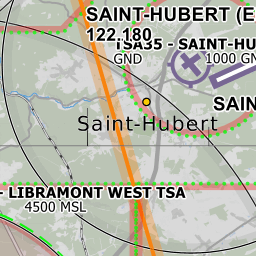 SAINT-HUBERT (E
122.180
TSA35 - SAINT-HU
GND
1000 GN
SAIN
Saint-Hubert
- LIBRAMONT WEST TSA
4500 MSL